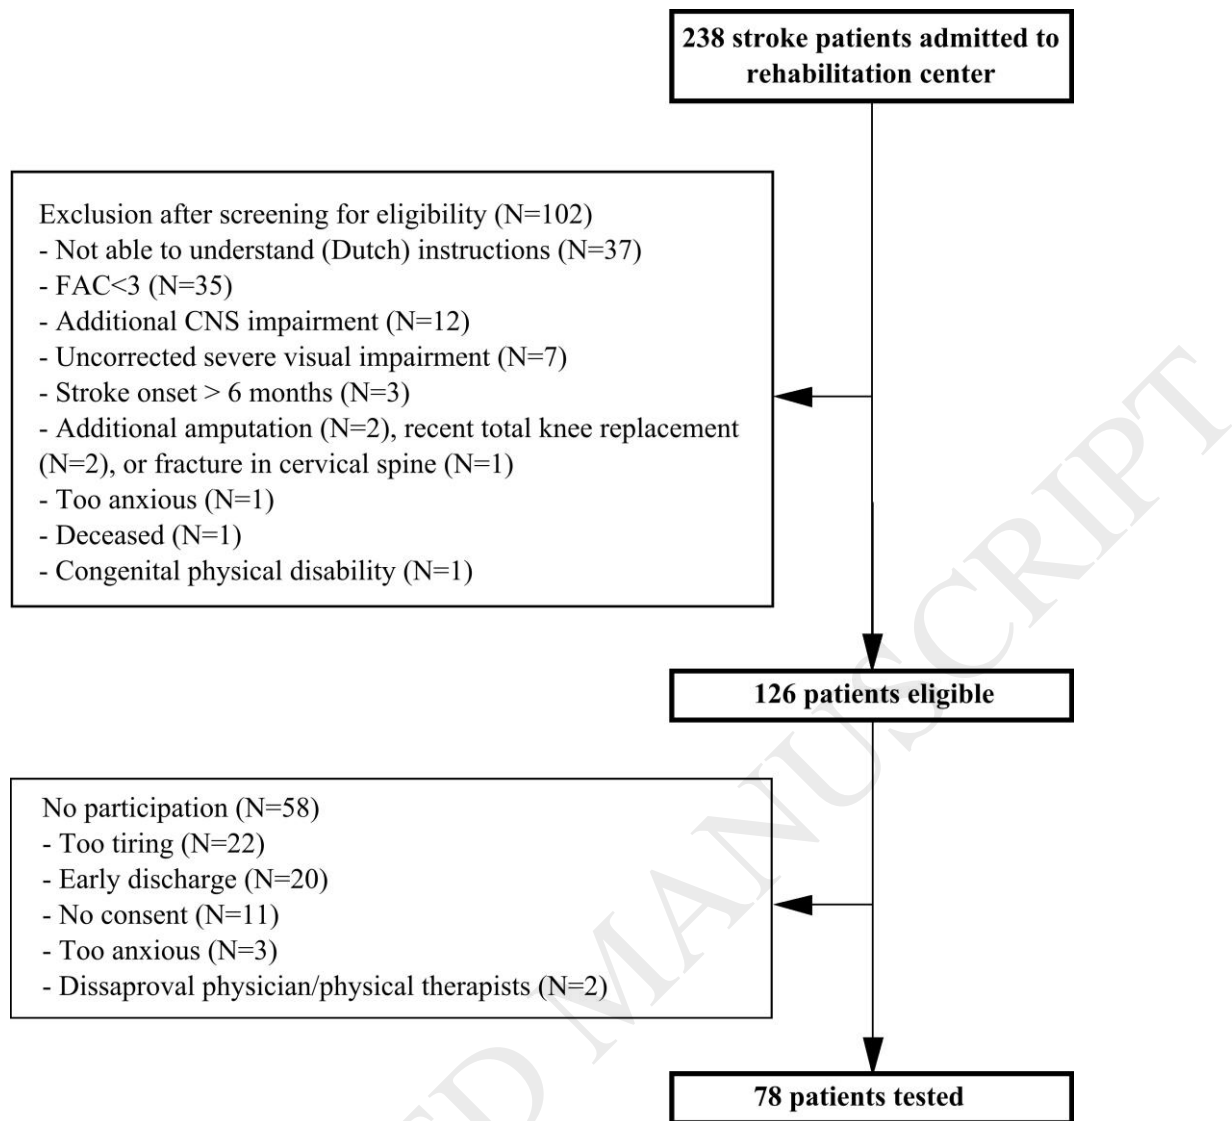 238 stroke patients admitted to
rehabilitation center
Exclusion after screening for eligibility (N=102)
- Not able to understand (Dutch) instructions (N=37)
- FAC<3 (N=35)
- Additional CNS impairment (N=12)
- Uncorrected severe visual impairment (N=7)
- Stroke onset > 6 months (N=3)
- Additional amputation (N=2), recent total knee replacement
(N=2), or fracture in cervical spine (N=1)
- Too anxious (N=1)
- Deceased (N=1)
- Congenital physical disability (N=1)
126 patients eligible
No participation (N=58)
- Too tiring (N=22)
- Early discharge (N=20)
- No consent (N=11)
- Too anxious (N=3)
- Dissaproval physician/physical therapists (N=2)
78 patients tested
ED MANUSCRIPT